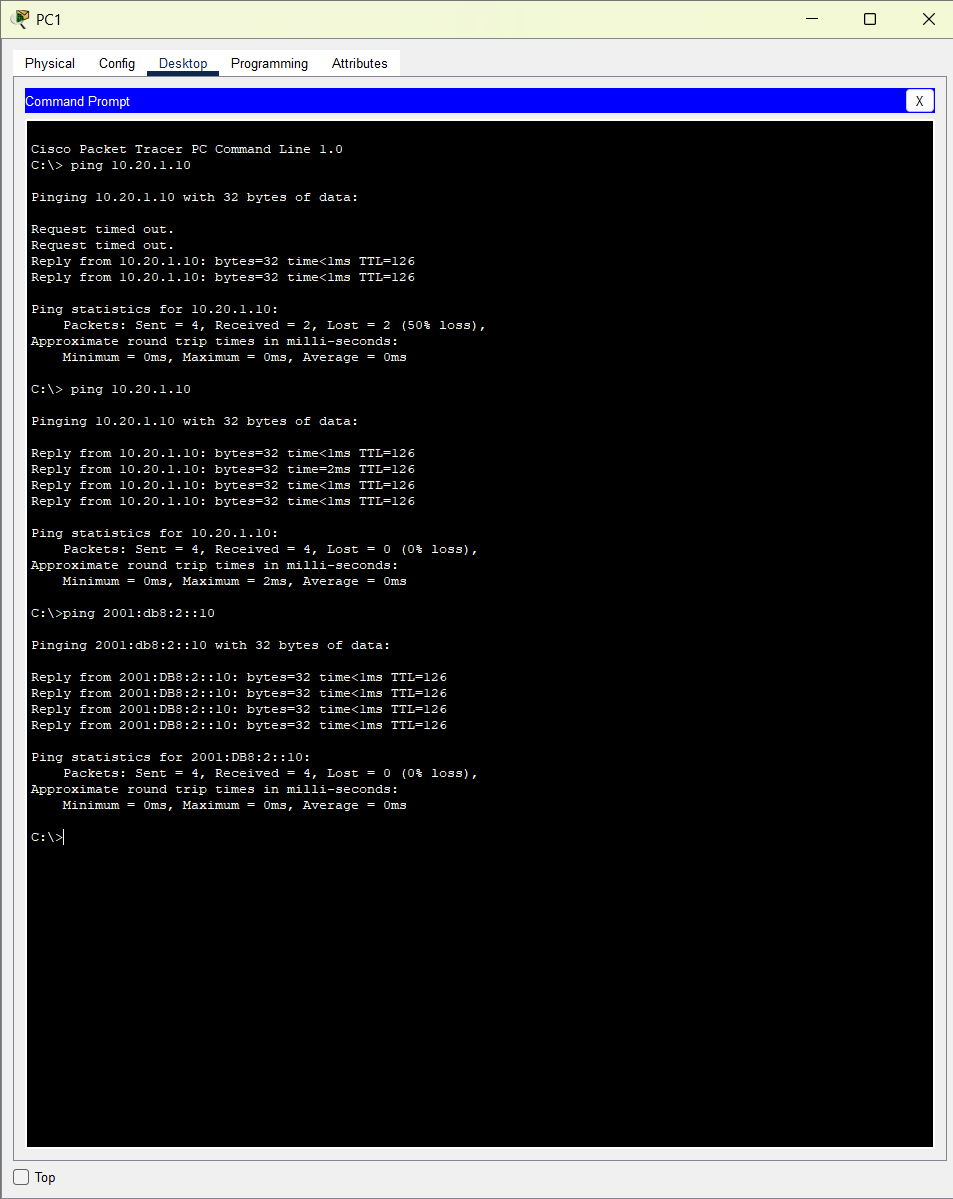 PC1
Physical Config Desktop Programming Attributes
Command Prompt
X
Cisco Packet Tracer PC Command Line 1.0
C:\> ping 10.20.1.10
Pinging 10.20.1.10 with 32 bytes of data:
Request timed out.
Request timed out.
Reply from 10.20.1.10: bytes=32 time<1ms TTL=126
Reply from 10.20.1.10: bytes=32 time<1ms TTL=126
Ping statistics for 10.20.1.10:
Packets: Sent = 4, Received = 2, Lost = 2 (50% loss),
Approximate round trip times in milli-seconds:
Minimum = 0ms, Maximum = 0ms, Average = 0ms
C:\> ping 10.20.1.10
Pinging 10.20.1.10 with 32 bytes of data:
Reply from 10.20.1.10: bytes=32 time<1ms TTL=126
Reply from 10.20.1.10: bytes=32 time=2ms TTL=126
Reply from 10.20.1.10: bytes=32 time<1ms TTL=126
Reply from 10.20.1.10: bytes=32 time<1ms TTL=126
Ping statistics for 10.20.1.10:
Packets: Sent = 4, Received = 4, Lost = 0 (0% loss),
Approximate round trip times in milli-seconds:
Minimum = 0ms, Maximum = 2ms, Average = 0ms
C:\>ping 2001:db8:2::10
Pinging 2001:db8:2::10 with 32 bytes of data:
Reply from 2001:DB8:2::10: bytes=32 time<1ms TTL=126
Reply from 2001:DB8:2::10: bytes=32 time<1ms TTL=126
Reply from 2001:DB8:2::10: bytes=32 time<1ms TTL=126
Reply from 2001:DB8:2::10: bytes=32 time<1ms TTL=126
Ping statistics for 2001:DB8:2::10:
Packets: Sent = 4, Received = 4, Lost = 0 (0% loss),
Approximate round trip times in milli-seconds:
Minimum = 0ms, Maximum = 0ms, Average = 0ms
C:\>
Top